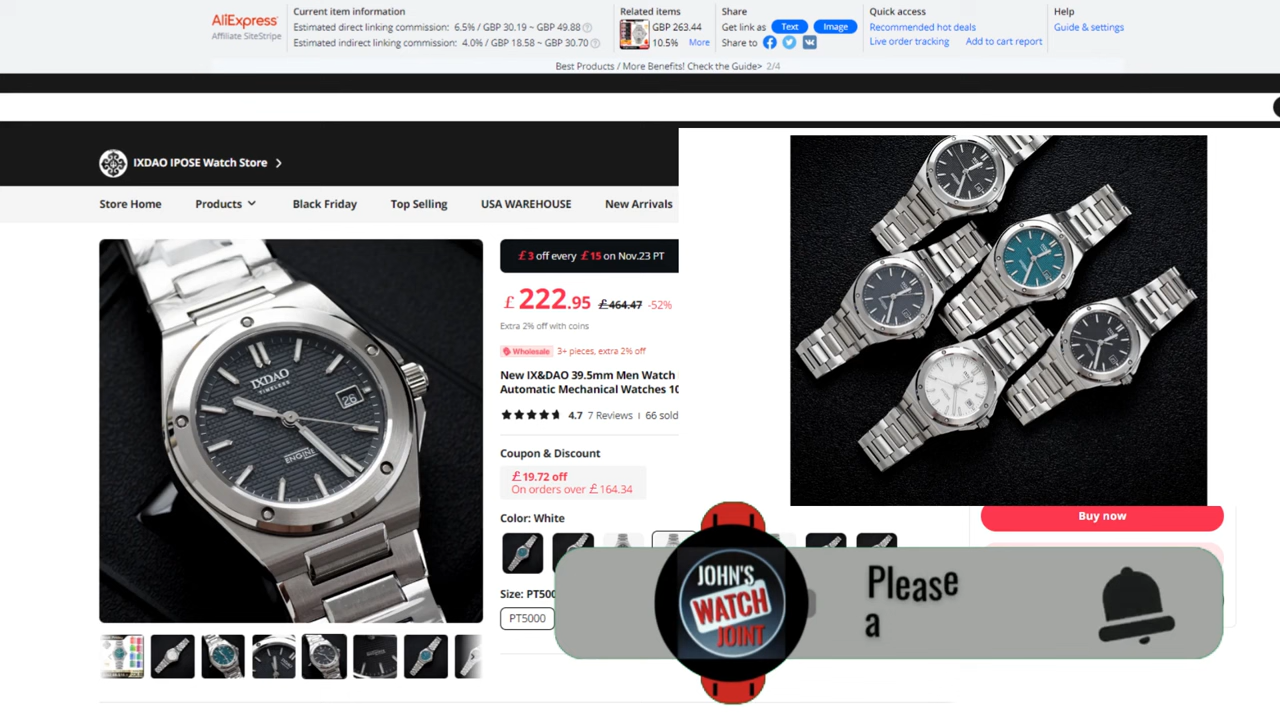 AliExpress
Affiliate SiteStripe
Current item information
Estimated direct linking commission: 6.5% / GBP 30.19 ~ GBP 49.88
Estimated indirect linking commission: 4.0% / GBP 18.58 ~ GBP 30.70
Related items
GBP 263.44
10.5% More
Share
Get link as Text Image
Share to
Quick access
Recommended hot deals
Live order tracking Add to cart report
Help
Guide & settings
Best Products / More Benefits! Check the Guide> 2/4
IXDAO IPOSE Watch Store >
Store Home Products Black Friday Top Selling USA WAREHOUSE New Arrivals
£3 off every £15 on Nov.23 PT
£222.95 £464.47 -52%
Extra 2% off with coins
Wholesale 3+ pieces, extra 2% off
New IX&DAO 39.5mm Men Watch
Automatic Mechanical Watches 10
4.7 7 Reviews 66 sold
Coupon & Discount
£19.72 off
On orders over £164.34
Color: White
Size: PT500
PT5000
IXDAO
TIMELESS
26
ENGINE
Buy now
JOHN'S
WATCH
JOINT
Please
a